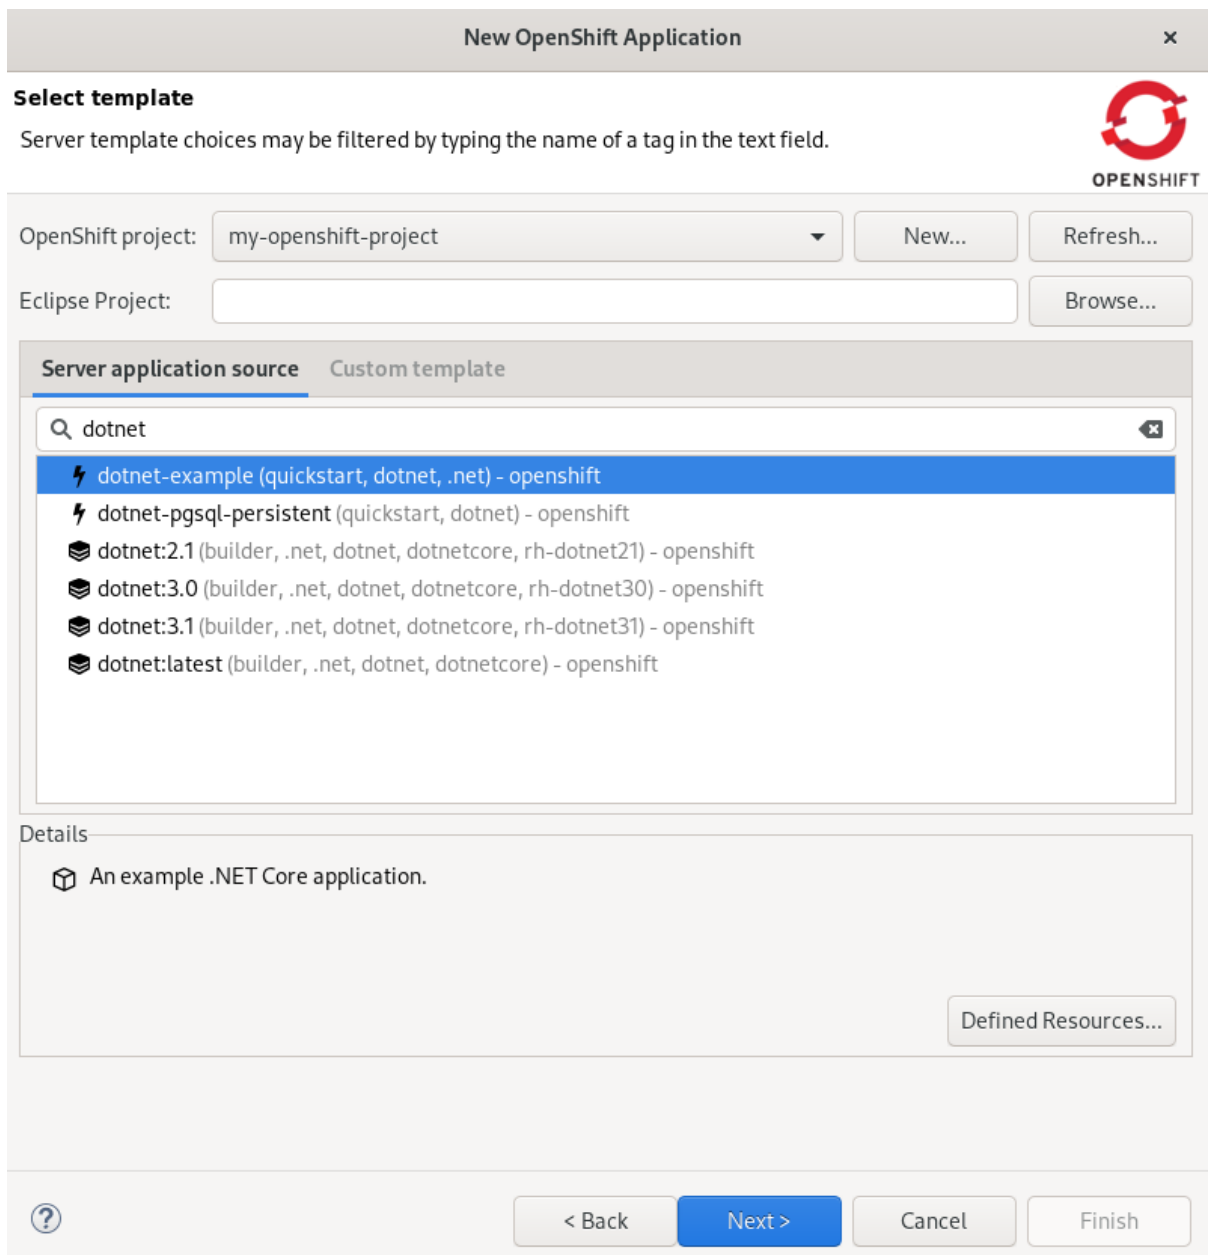 New OpenShift Application ×
Select template
Server template choices may be filtered by typing the name of a tag in the text field.
OPENSHIFT
OpenShift project: my-openshift-project New... Refresh...
Eclipse Project: Browse...
Server application source Custom template
dotnet
dotnet-example (quickstart, dotnet, .net) - openshift
dotnet-pgsql-persistent (quickstart, dotnet) - openshift
dotnet:2.1 (builder, .net, dotnet, dotnetcore, rh-dotnet21) - openshift
dotnet:3.0 (builder, .net, dotnet, dotnetcore, rh-dotnet30) - openshift
dotnet:3.1 (builder, .net, dotnet, dotnetcore, rh-dotnet31) - openshift
dotnet:latest (builder, .net, dotnet, dotnetcore) - openshift
Details
An example .NET Core application.
Defined Resources...
? < Back Next > Cancel Finish